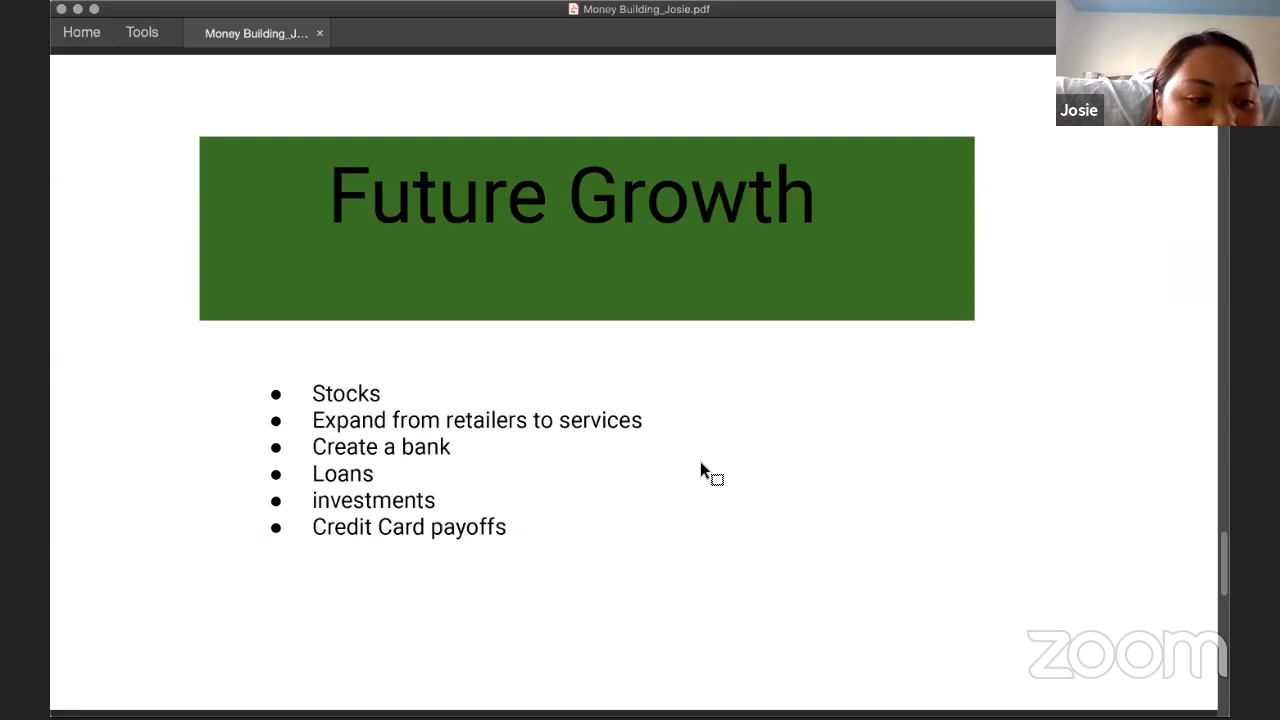 Money Building_Josie.pdf
Home Tools Money Building_J... ×
Josie
Future Growth
● Stocks
● Expand from retailers to services
● Create a bank
● Loans
● investments
● Credit Card payoffs
zoom